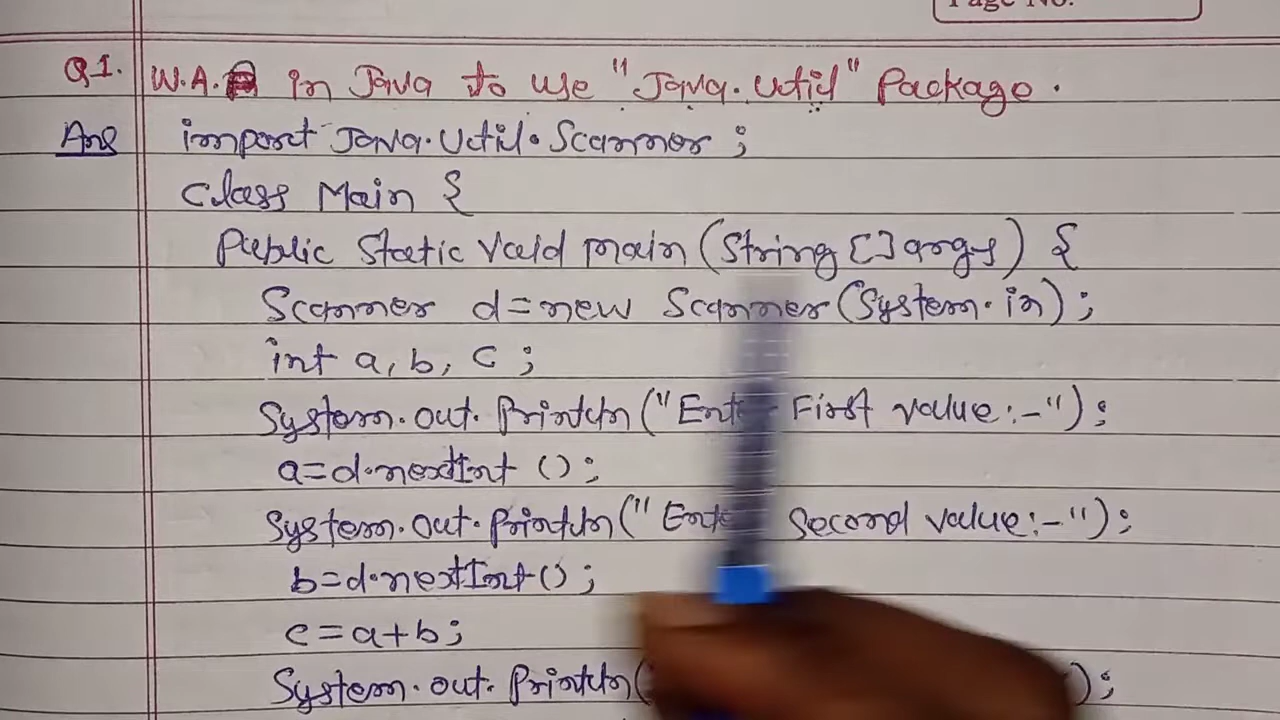 Page No.
Q1. W.A.P in Java to use "Java.util" Package.
Ans import Java.Util.Scanner;
Class Main {
Public Static Void main (String [] args) {
Scanner d=new Scanner(System.in);
int a, b, c ;
System.out.Println("Enter First value:-");
a=d.nextInt ();
System.out.Println("Enter Second value:-");
b=d.nextInt();
c=a+b;
System.out.Println( );